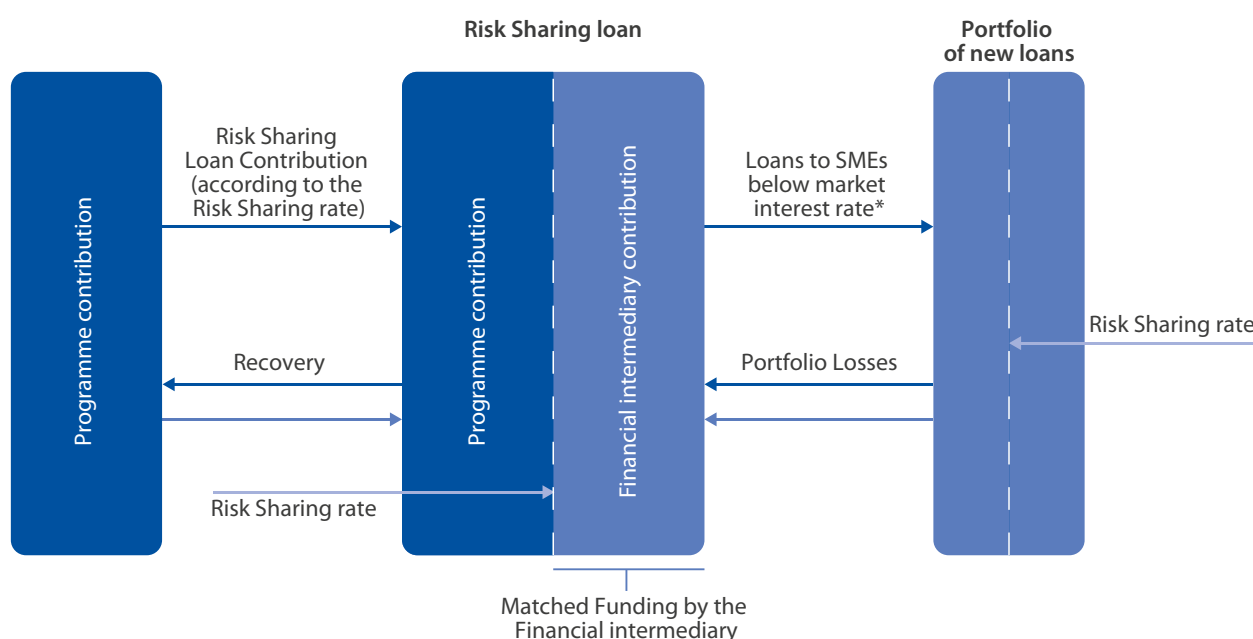 Risk Sharing loan
Portfolio
of new loans
Programme contribution
Risk Sharing
Loan Contribution
(according to the
Risk Sharing rate)
Recovery
Risk Sharing rate
Programme contribution
Financial intermediary contribution
Loans to SMEs
below market
interest rate*
Portfolio Losses
Risk Sharing rate
Matched Funding by the
Financial intermediary